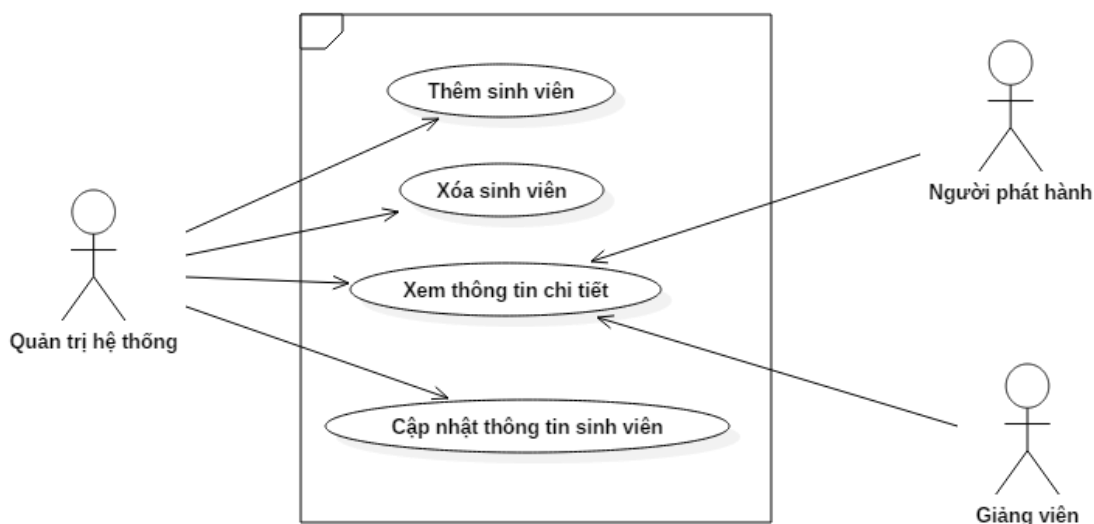 Thêm sinh viên
Xóa sinh viên
Người phát hành
Xem thông tin chi tiết
Quản trị hệ thống
Cập nhật thông tin sinh viên
Giảng viên